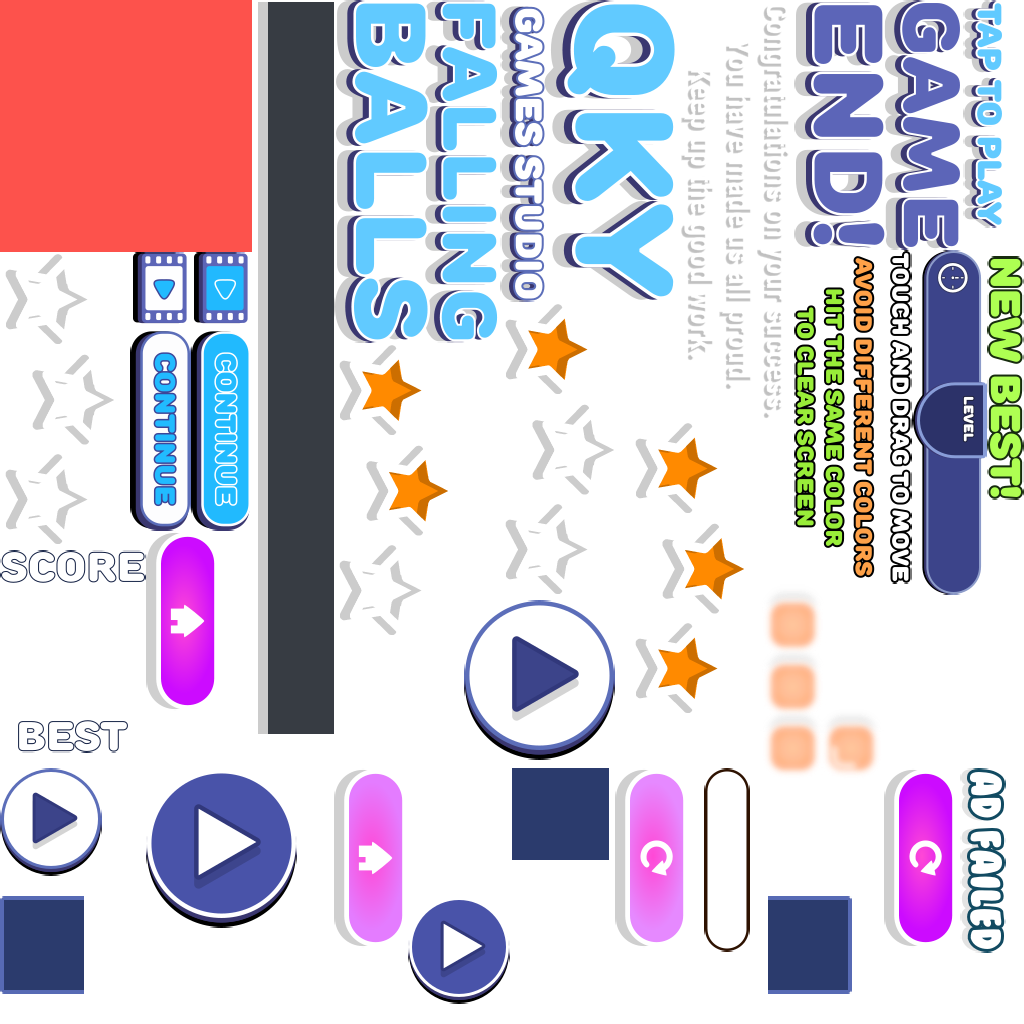 TAP TO PLAY
GAME
END!
Congratulations on your success.
You have made us all proud.
Keep up the good work.
QKY
GAMES STUDIO
FALLING
BALLS
NEW BEST!
LEVEL
TOUCH AND DRAG TO MOVE
AVOID DIFFERENT COLORS
HIT THE SAME COLOR
TO CLEAR SCREEN
CONTINUE
CONTINUE
SCORE
BEST
AD FAILED